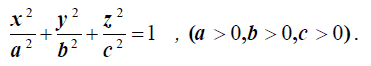 x²/a² + y²/b² + z²/c² = 1 , (a > 0, b > 0, c > 0).